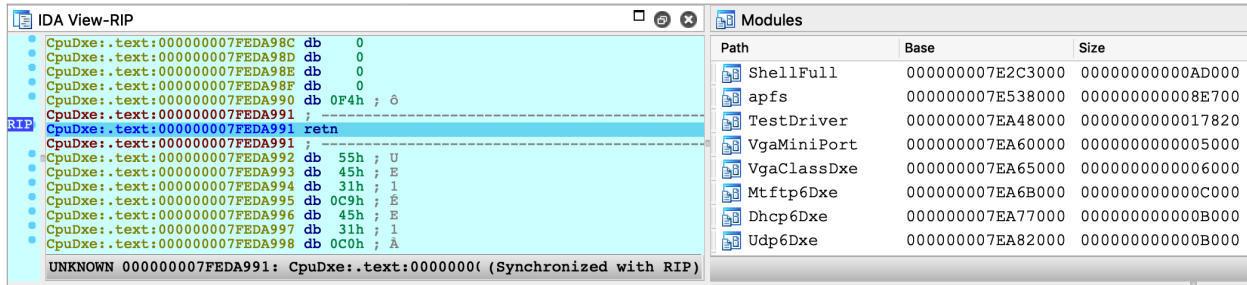 IDA View-RIP
CpuDxe:.text:000000007FEDA98C db    0
CpuDxe:.text:000000007FEDA98D db    0
CpuDxe:.text:000000007FEDA98E db    0
CpuDxe:.text:000000007FEDA98F db    0
CpuDxe:.text:000000007FEDA990 db 0F4h ; ô
CpuDxe:.text:000000007FEDA991 ; ---------------------------------------------
RIP CpuDxe:.text:000000007FEDA991 retn
CpuDxe:.text:000000007FEDA991 ; ---------------------------------------------
CpuDxe:.text:000000007FEDA992 db  55h ; U
CpuDxe:.text:000000007FEDA993 db  45h ; E
CpuDxe:.text:000000007FEDA994 db  31h ; 1
CpuDxe:.text:000000007FEDA995 db 0C9h ; É
CpuDxe:.text:000000007FEDA996 db  45h ; E
CpuDxe:.text:000000007FEDA997 db  31h ; 1
CpuDxe:.text:000000007FEDA998 db 0C0h ; À
UNKNOWN 000000007FEDA991: CpuDxe:.text:0000000( (Synchronized with RIP)
Modules
Path Base Size
ShellFull 000000007E2C3000 00000000000AD000
apfs 000000007E538000 000000000008E700
TestDriver 000000007EA48000 0000000000017820
VgaMiniPort 000000007EA60000 0000000000005000
VgaClassDxe 000000007EA65000 0000000000006000
Mtftp6Dxe 000000007EA6B000 000000000000C000
Dhcp6Dxe 000000007EA77000 000000000000B000
Udp6Dxe 000000007EA82000 000000000000B000